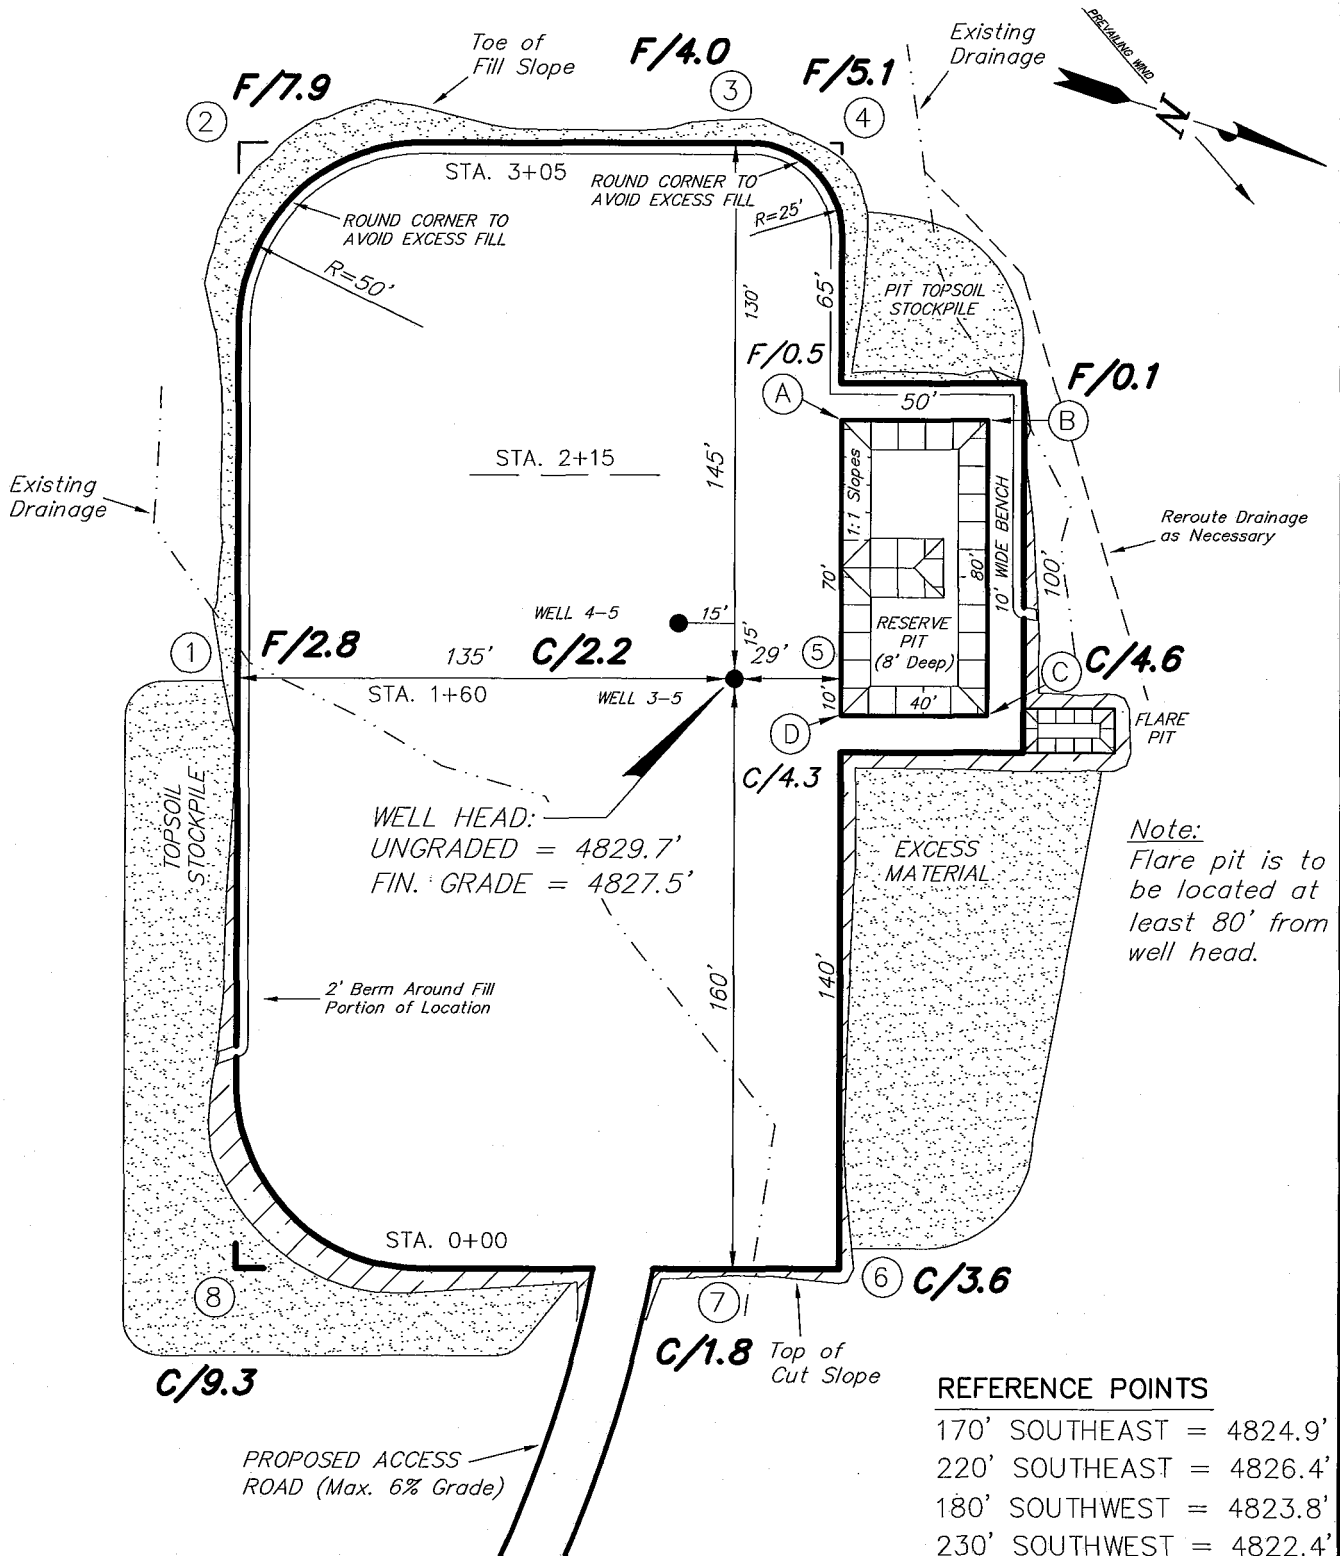 Toe of
Fill Slope
F/4.0
3
F/5.1
4
Existing
Drainage
PREVAILING WIND
N
F/7.9
2
STA. 3+05
ROUND CORNER TO
AVOID EXCESS FILL
ROUND CORNER TO
AVOID EXCESS FILL
R=25'
R=50'
130'
65'
PIT TOPSOIL
STOCKPILE
F/0.5
A
F/0.1
B
50'
STA. 2+15
145'
1:1 Slopes
Existing
Drainage
Reroute Drainage
as Necessary
70'
80'
10' WIDE BENCH
100'
WELL 4-5
15'
15'
RESERVE
PIT
(8' Deep)
1
F/2.8
135'
C/2.2
29'
5
C
C/4.6
STA. 1+60
WELL 3-5
10'
40'
D
FLARE
PIT
C/4.3
TOPSOIL
STOCKPILE
WELL HEAD:
UNGRADED = 4829.7'
FIN. GRADE = 4827.5'
EXCESS
MATERIAL
Note:
Flare pit is to
be located at
least 80' from
well head.
2' Berm Around Fill
Portion of Location
160'
140'
STA. 0+00
8
7
6
C/3.6
C/9.3
C/1.8
Top of
Cut Slope
PROPOSED ACCESS
ROAD (Max. 6% Grade)
REFERENCE POINTS
170' SOUTHEAST = 4824.9'
220' SOUTHEAST = 4826.4'
180' SOUTHWEST = 4823.8'
230' SOUTHWEST = 4822.4'